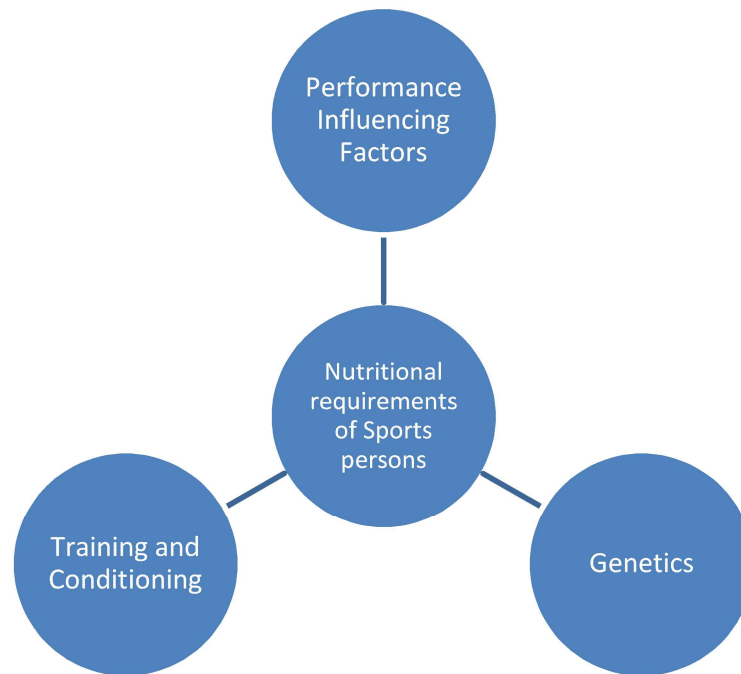 Performance
Influencing
Factors
Nutritional
requirements
of Sports
persons
Training and
Conditioning
Genetics